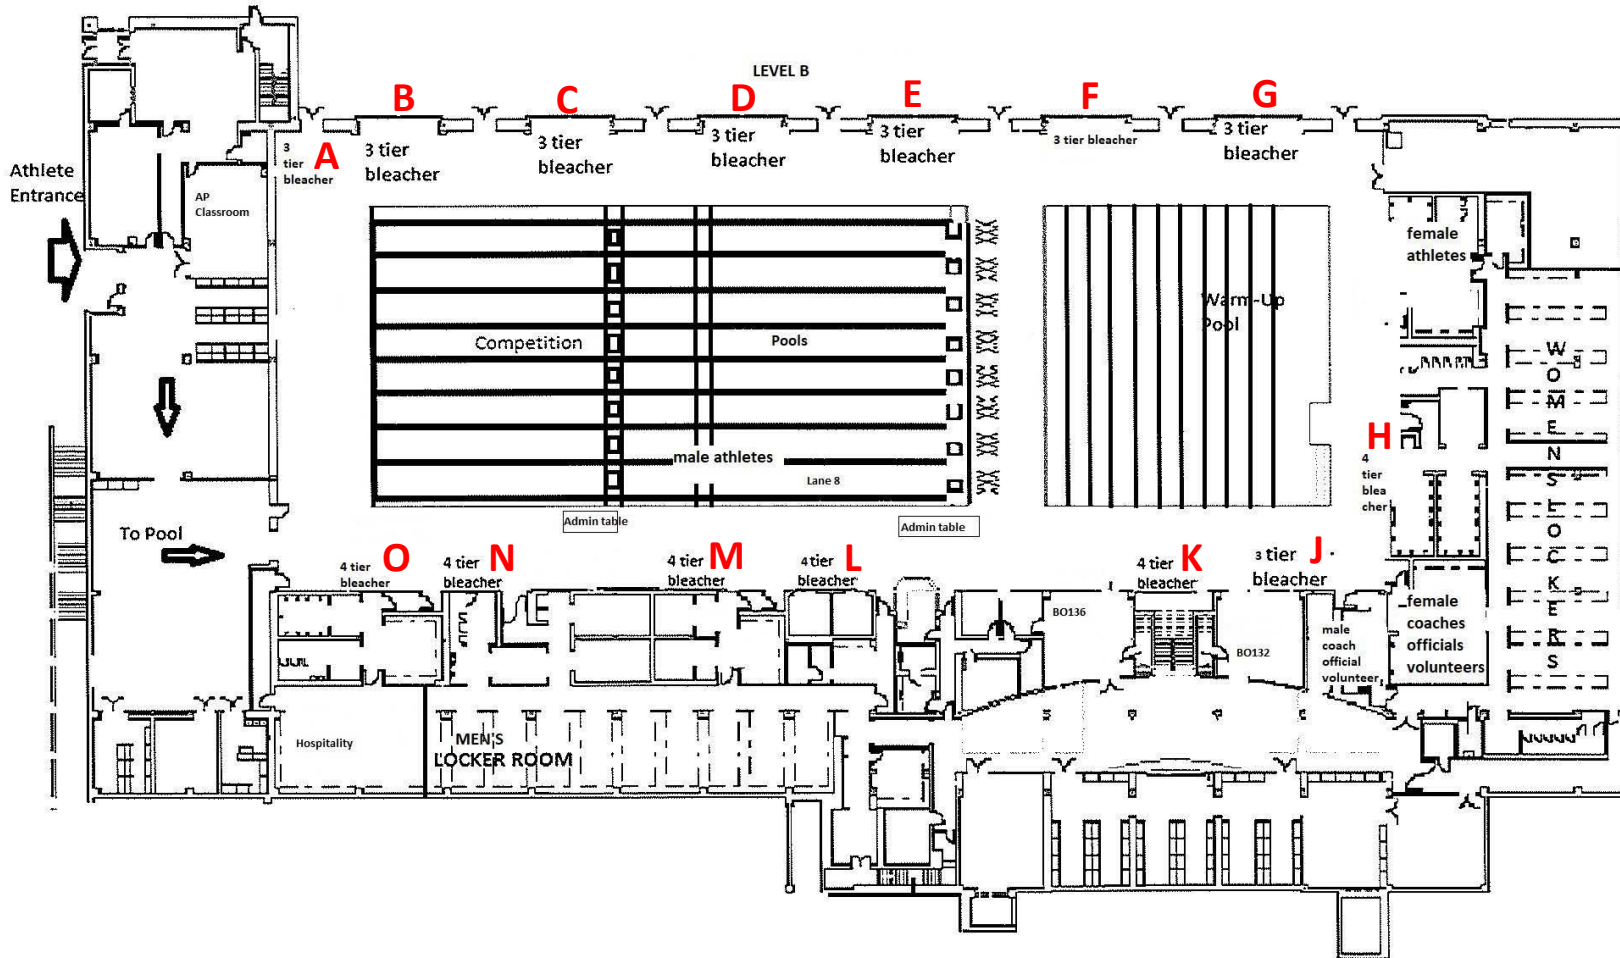 LEVEL B
B
C
D
E
F
G
3 tier
bleacher
3 tier
bleacher
3 tier
bleacher
3 tier
bleacher
3 tier bleacher
3 tier
bleacher
3
tier
bleacher
A
Athlete
Entrance
AP
Classroom
female
athletes
Warm-Up
Pool
Competition
Pools
male athletes
Lane 8
H
4
tier
blea
cher
WOMENS LOCKERS
Admin table
Admin table
To Pool
4 tier
bleacher
O
4 tier
bleacher
N
4 tier
bleacher
M
4 tier
bleacher
L
4 tier
bleacher
K
3 tier
bleacher
J
BO136
BO132
male
coach
official
volunteer
female
coaches
officials
volunteers
Hospitality
MEN'S
LOCKER ROOM